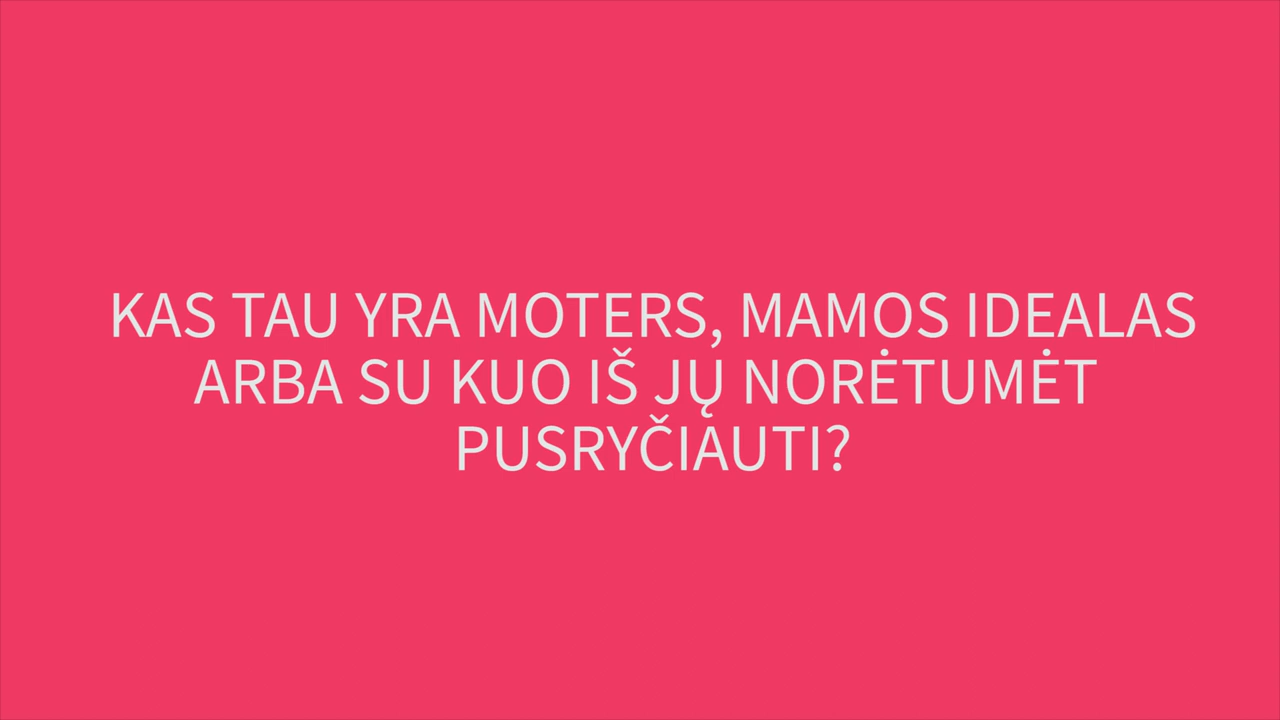 KAS TAU YRA MOTERS, MAMOS IDEALAS
ARBA SU KUO IŠ JŲ NORĖTUMĖT
PUSRYČIAUTI?